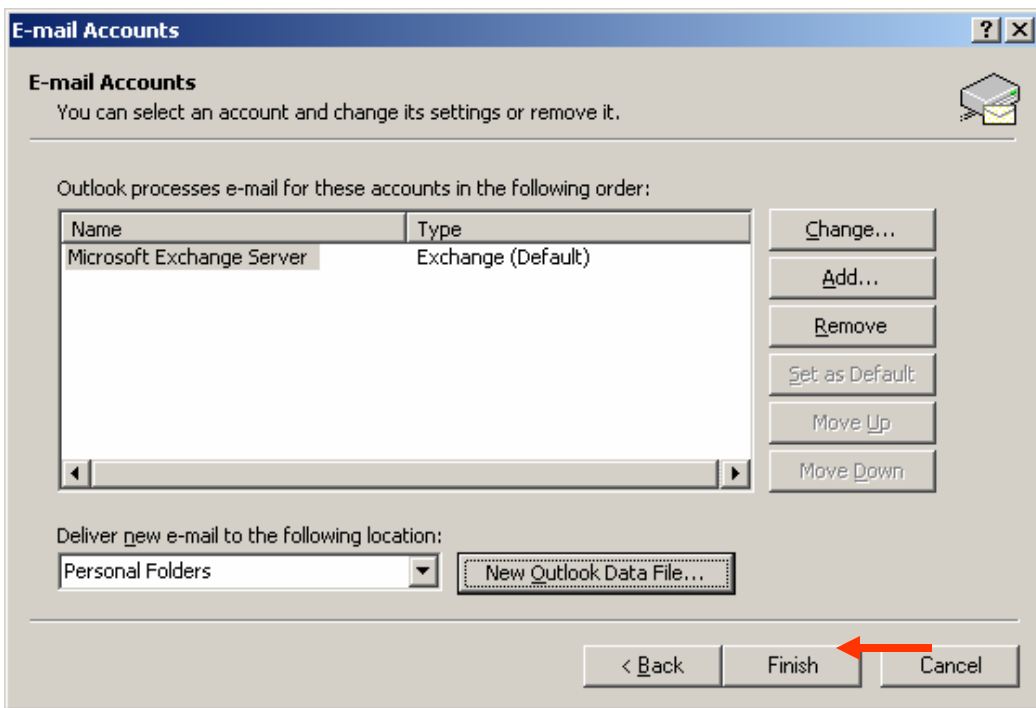 E-mail Accounts
E-mail Accounts
You can select an account and change its settings or remove it.
Outlook processes e-mail for these accounts in the following order:
Name Type
Microsoft Exchange Server Exchange (Default)
Change...
Add...
Remove
Set as Default
Move Up
Move Down
Deliver new e-mail to the following location:
Personal Folders New Outlook Data File...
< Back Finish Cancel